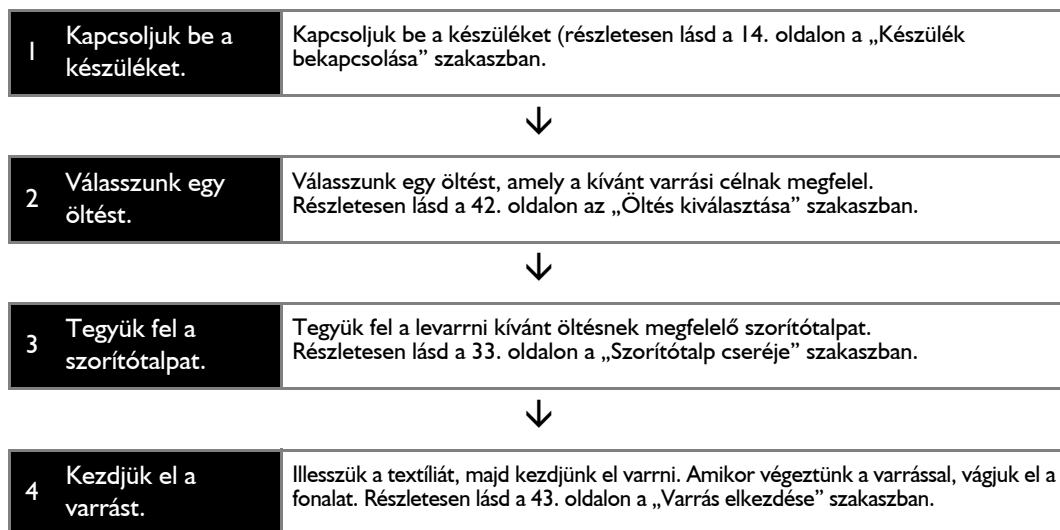 1 Kapcsoljuk be a
készüléket.
Kapcsoljuk be a készüléket (részletesen lásd a 14. oldalon a „Készülék
bekapcsolása” szakaszban.
2 Válasszunk egy
öltést.
Válasszunk egy öltést, amely a kívánt varrási célnak megfelel.
Részletesen lásd a 42. oldalon az „Öltés kiválasztása” szakaszban.
3 Tegyük fel a
szorítótalpat.
Tegyük fel a levarrni kívánt öltésnek megfelelő szorítótalpat.
Részletesen lásd a 33. oldalon a „Szorítótalp cseréje” szakaszban.
4 Kezdjük el a
varrást.
Illesszük a textíliát, majd kezdjünk el varrni. Amikor végeztünk a varrással, vágjuk el a
fonalat. Részletesen lásd a 43. oldalon a „Varrás elkezdése” szakaszban.